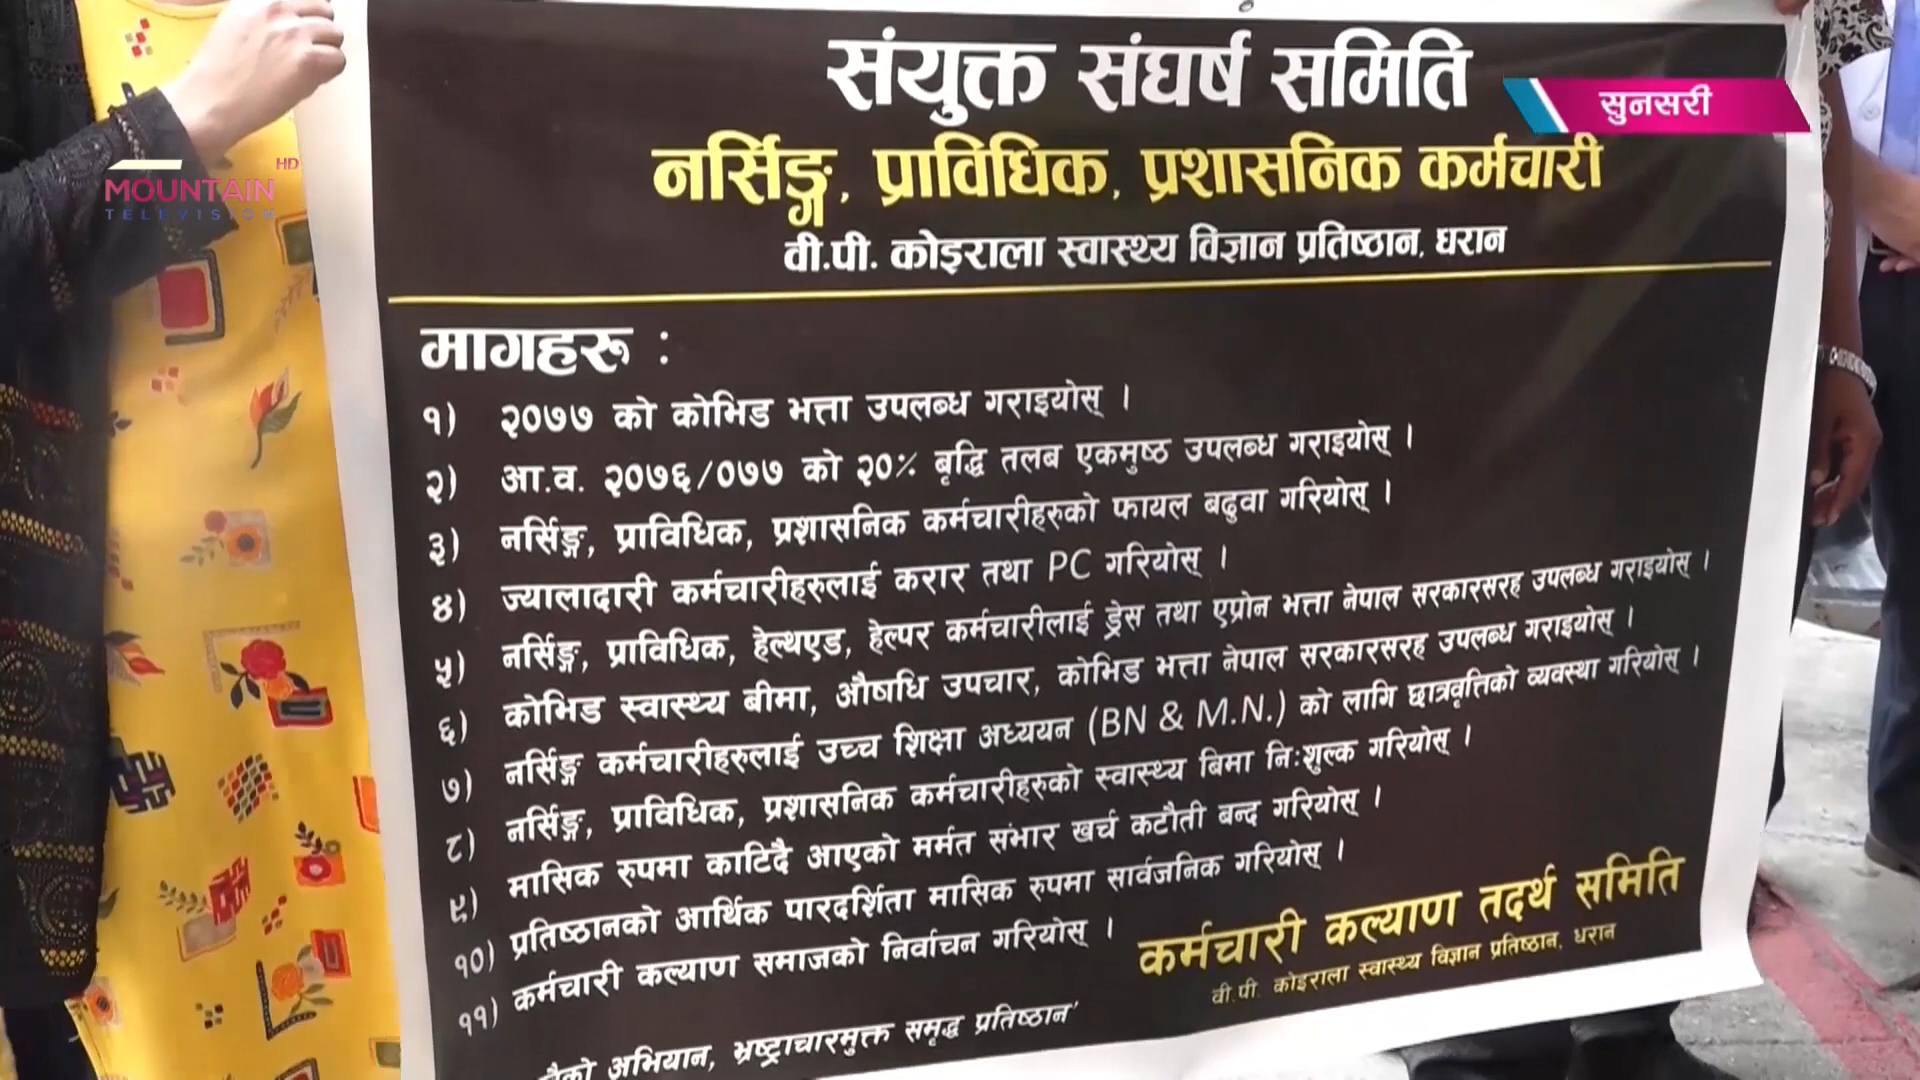 संयुक्त संघर्ष समिति
सुनसरी
नर्सिङ्ग, प्राविधिक, प्रशासनिक कर्मचारी
HD
MOUNTAIN
TELEVISION
वी.पी. कोइराला स्वास्थ्य विज्ञान प्रतिष्ठान, धरान
मागहरू :
१) २०७७ को कोभिड भत्ता उपलब्ध गराइयोस् ।
२) आ.व. २०७६/०७७ को २०% बृद्धि तलब एकमुष्ठ उपलब्ध गराइयोस् ।
३) नर्सिङ्ग, प्राविधिक, प्रशासनिक कर्मचारीहरुको फायल बढुवा गरियोस् ।
४) ज्यालादारी कर्मचारीहरुलाई करार तथा PC गरियोस् ।
५) नर्सिङ्ग, प्राविधिक, हेल्थएड, हेल्पर कर्मचारीलाई ड्रेस तथा एप्रोन भत्ता नेपाल सरकारसरह उपलब्ध गराइयोस् ।
६) कोभिड स्वास्थ्य बीमा, औषधि उपचार, कोभिड भत्ता नेपाल सरकारसरह उपलब्ध गराइयोस् ।
७) नर्सिङ्ग कर्मचारीहरुलाई उच्च शिक्षा अध्ययन (BN & M.N.) को लागि छात्रवृत्तिको व्यवस्था गरियोस् ।
८) नर्सिङ्ग, प्राविधिक, प्रशासनिक कर्मचारीहरुको स्वास्थ्य बिमा निःशुल्क गरियोस् ।
९) मासिक रुपमा काटिदै आएको मर्मत संभार खर्च कटौती बन्द गरियोस् ।
१०) प्रतिष्ठानको आर्थिक पारदर्शिता मासिक रुपमा सार्वजनिक गरियोस् ।
११) कर्मचारी कल्याण समाजको निर्वाचन गरियोस् ।
कर्मचारी कल्याण तदर्थ समिति
वी.पी. कोइराला स्वास्थ्य विज्ञान प्रतिष्ठान, धरान
अभियान, भ्रष्ट्राचारमुक्त समृद्ध प्रतिष्ठान'